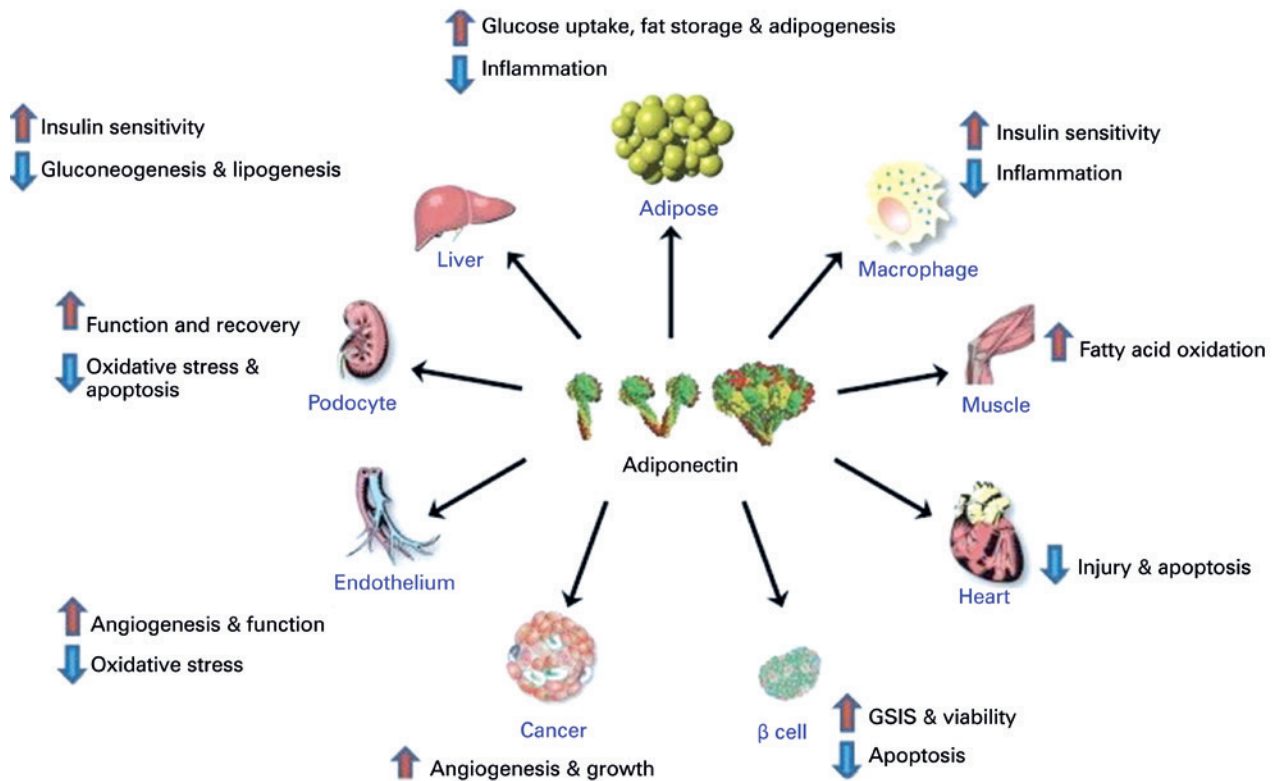 Glucose uptake, fat storage & adipogenesis
Inflammation
Adipose
Insulin sensitivity
Gluconeogenesis & lipogenesis
Liver
Insulin sensitivity
Inflammation
Macrophage
Function and recovery
Oxidative stress &
apoptosis
Podocyte
Fatty acid oxidation
Muscle
Adiponectin
Endothelium
Angiogenesis & function
Oxidative stress
Injury & apoptosis
Heart
Cancer
Angiogenesis & growth
β cell
GSIS & viability
Apoptosis